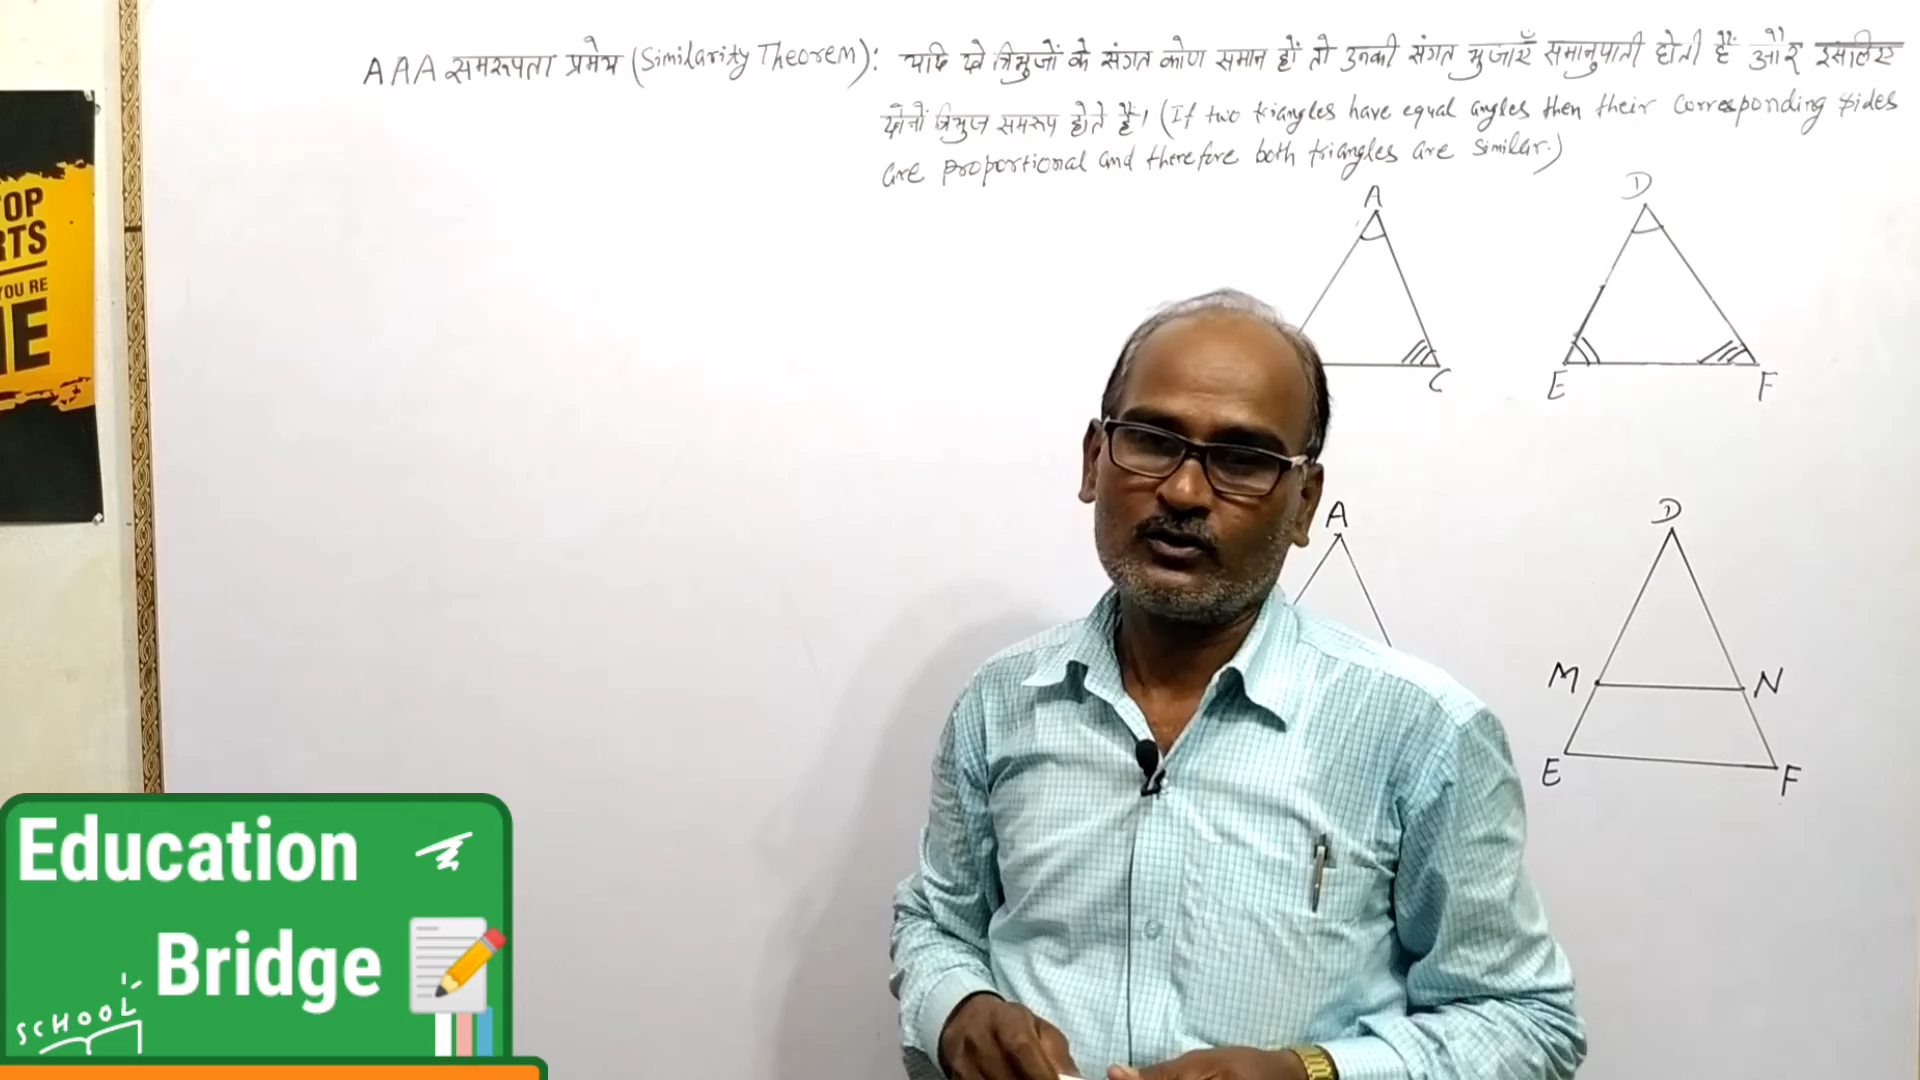 AAA समरूपता प्रमेय (Similarity Theorem): यदि दो त्रिभुजों के संगत कोण समान हों तो उनकी संगत भुजाएँ समानुपाती होती हैं और इसलिए
दोनों त्रिभुज समरूप होते हैं। (If two triangles have equal angles then their corresponding sides
are proportional and therefore both triangles are similar.)
A
D
C
E
F
A
D
M
N
E
F
TOP
RTS
YOU RE
NE
Education
Bridge
SCHOOL